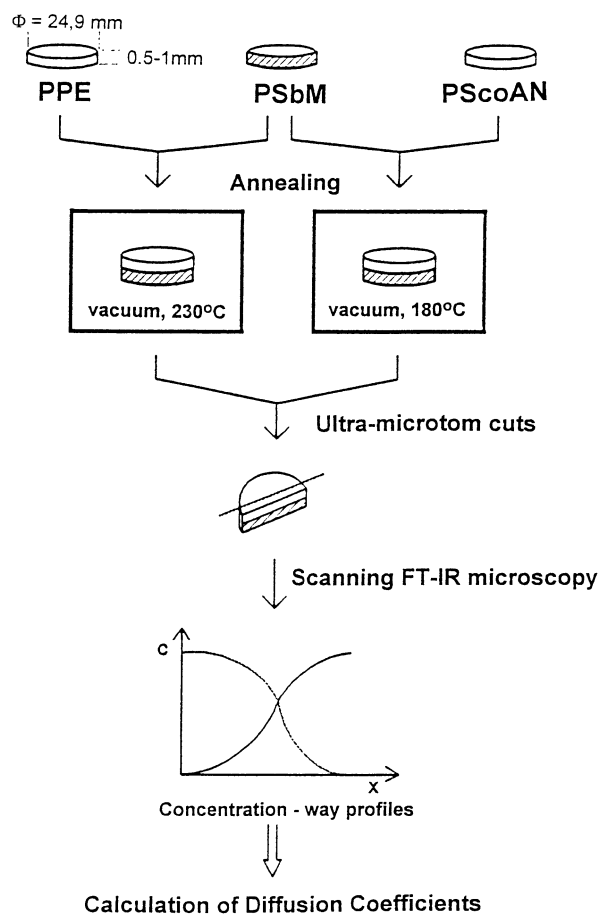 Φ = 24,9 mm
0.5-1mm
PPE
PSbM
PScoAN
Annealing
vacuum, 230°C
vacuum, 180°C
Ultra-microtom cuts
Scanning FT-IR microscopy
c
x
Concentration - way profiles
Calculation of Diffusion Coefficients